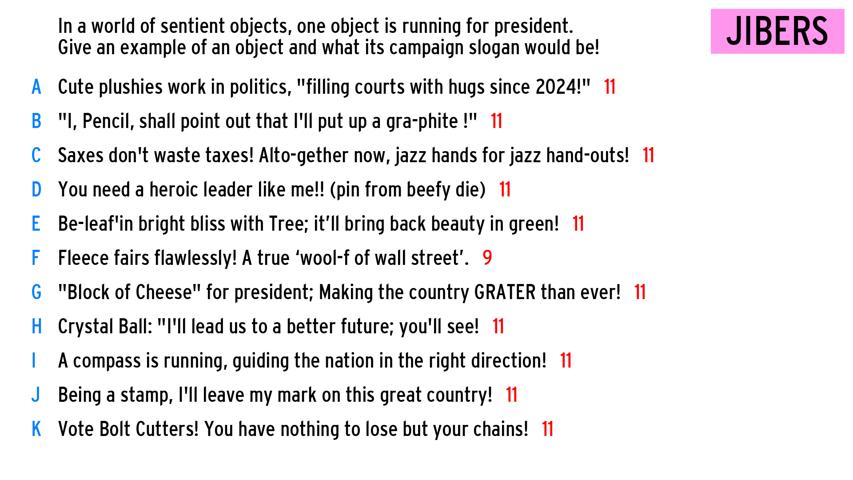 In a world of sentient objects, one object is running for president.
Give an example of an object and what its campaign slogan would be!
JIBERS
A Cute plushies work in politics, "filling courts with hugs since 2024!" 11
B "I, Pencil, shall point out that I'll put up a gra-phite !" 11
C Saxes don't waste taxes! Alto-gether now, jazz hands for jazz hand-outs! 11
D You need a heroic leader like me!! (pin from beefy die) 11
E Be-leaf'in bright bliss with Tree; it’ll bring back beauty in green! 11
F Fleece fairs flawlessly! A true ‘wool-f of wall street’. 9
G "Block of Cheese" for president; Making the country GRATER than ever! 11
H Crystal Ball: "I'll lead us to a better future; you'll see! 11
I A compass is running, guiding the nation in the right direction! 11
J Being a stamp, I'll leave my mark on this great country! 11
K Vote Bolt Cutters! You have nothing to lose but your chains! 11